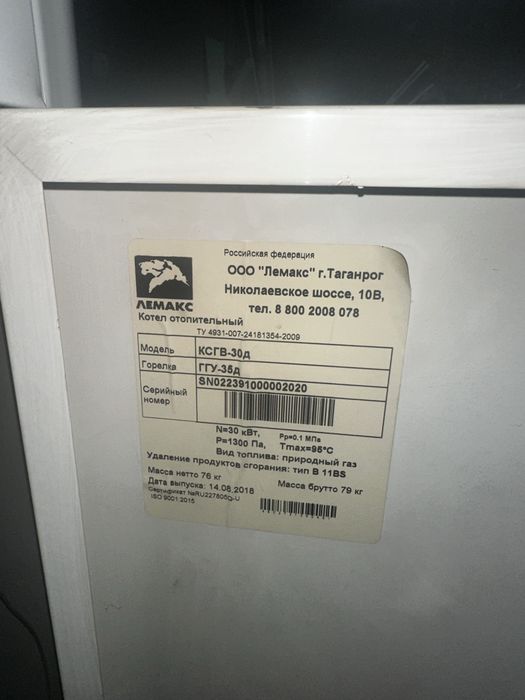 Российская федерация
ООО "Лемакс" г.Таганрог
Николаевское шоссе, 10В,
тел. 8 800 2008 078
ЛЕМАКС
Котел отопительный
ТУ 4931-007-24181354-2009
Модель КСГВ-30д
Горелка ГГУ-35д
Серийный номер SN022391000002020
N=30 кВт, Pр=0.1 МПа
P=1300 Па, Tmax=95°C
Вид топлива: природный газ
Удаление продуктов сгорания: тип В 11BS
Масса нетто 76 кг Масса брутто 79 кг
Дата выпуска: 14.08.2018
Сертификат №RU227805Q-U
ISO 9001:2015